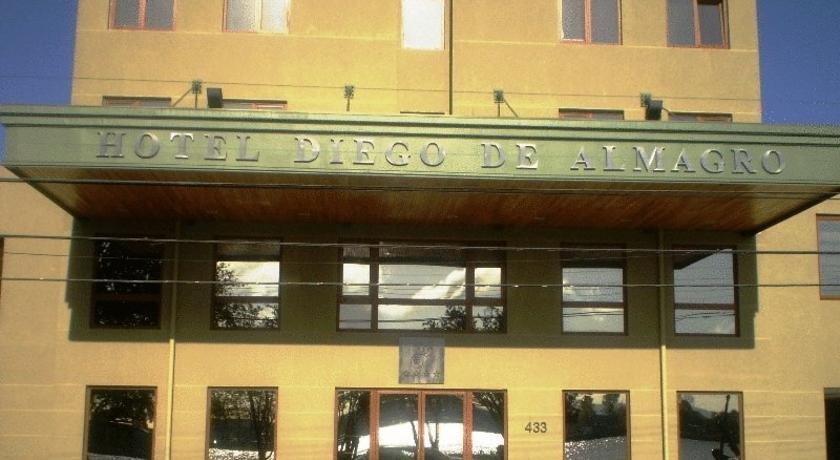 HOTEL DIEGO DE ALMAGRO
433